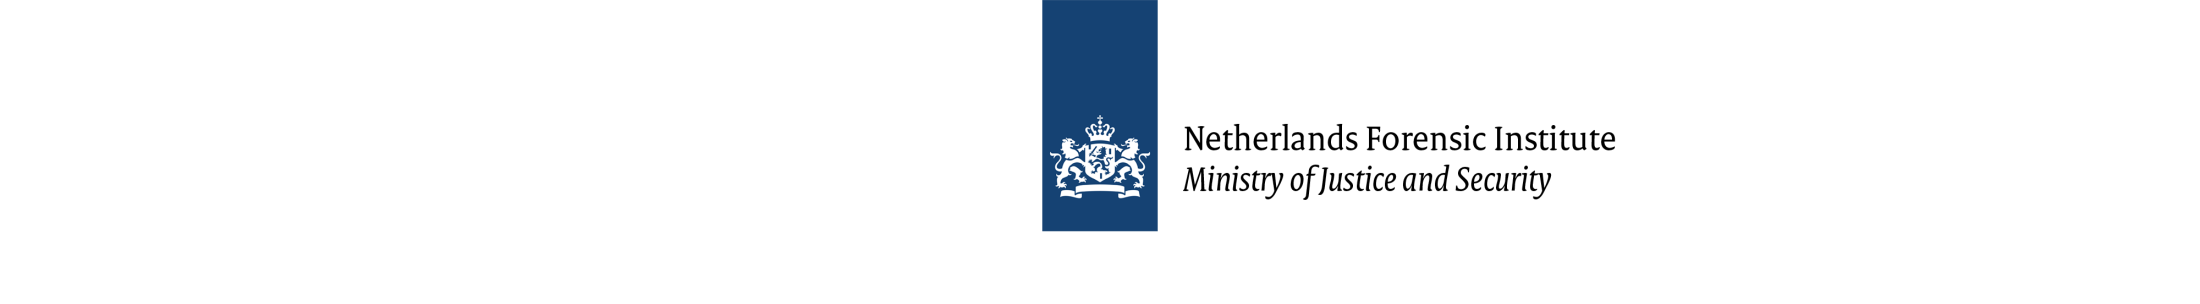 Netherlands Forensic Institute
Ministry of Justice and Security